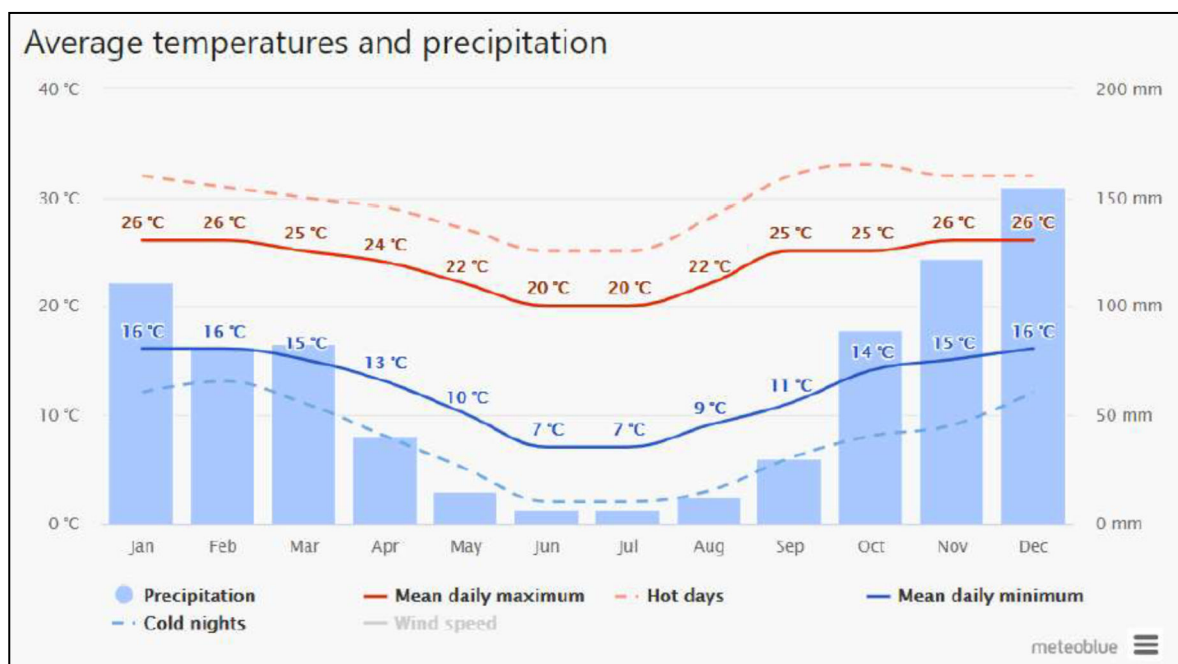 Average temperatures and precipitation
40 °C 200 mm
30 °C 150 mm
26 °C 26 °C 25 °C 24 °C 22 °C 20 °C 20 °C 22 °C 25 °C 25 °C 26 °C 26 °C
20 °C 100 mm
16 °C 16 °C 15 °C 13 °C 10 °C 7 °C 7 °C 9 °C 11 °C 14 °C 15 °C 16 °C
10 °C 50 mm
0 °C 0 mm
Jan Feb Mar Apr May Jun Jul Aug Sep Oct Nov Dec
Precipitation Mean daily maximum Hot days Mean daily minimum
Cold nights Wind speed
meteoblue